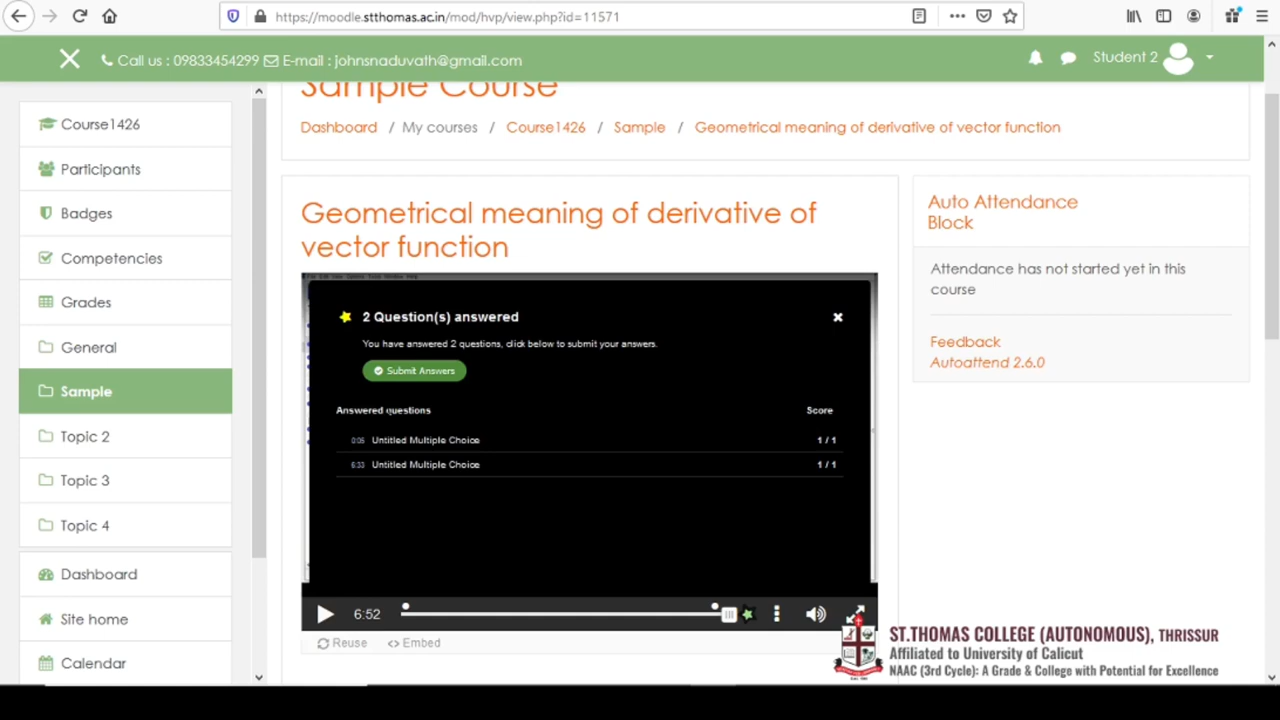 https://moodle.stthomas.ac.in/mod/hvp/view.php?id=11571
Call us : 09833454299 E-mail : johnsnaduvath@gmail.com
Student 2
Sample Course
Dashboard / My courses / Course1426 / Sample / Geometrical meaning of derivative of vector function
Course1426
Participants
Badges
Competencies
Grades
General
Sample
Topic 2
Topic 3
Topic 4
Dashboard
Site home
Calendar
Geometrical meaning of derivative of
vector function
2 Question(s) answered
You have answered 2 questions, click below to submit your answers.
Submit Answers
Answered questions Score
0:05 Untitled Multiple Choice 1 / 1
6:33 Untitled Multiple Choice 1 / 1
6:52
Reuse <> Embed
Auto Attendance
Block
Attendance has not started yet in this
course
Feedback
Autoattend 2.6.0
ST.THOMAS COLLEGE (AUTONOMOUS), THRISSUR
Affiliated to University of Calicut
NAAC (3rd Cycle): A Grade & College with Potential for Excellence